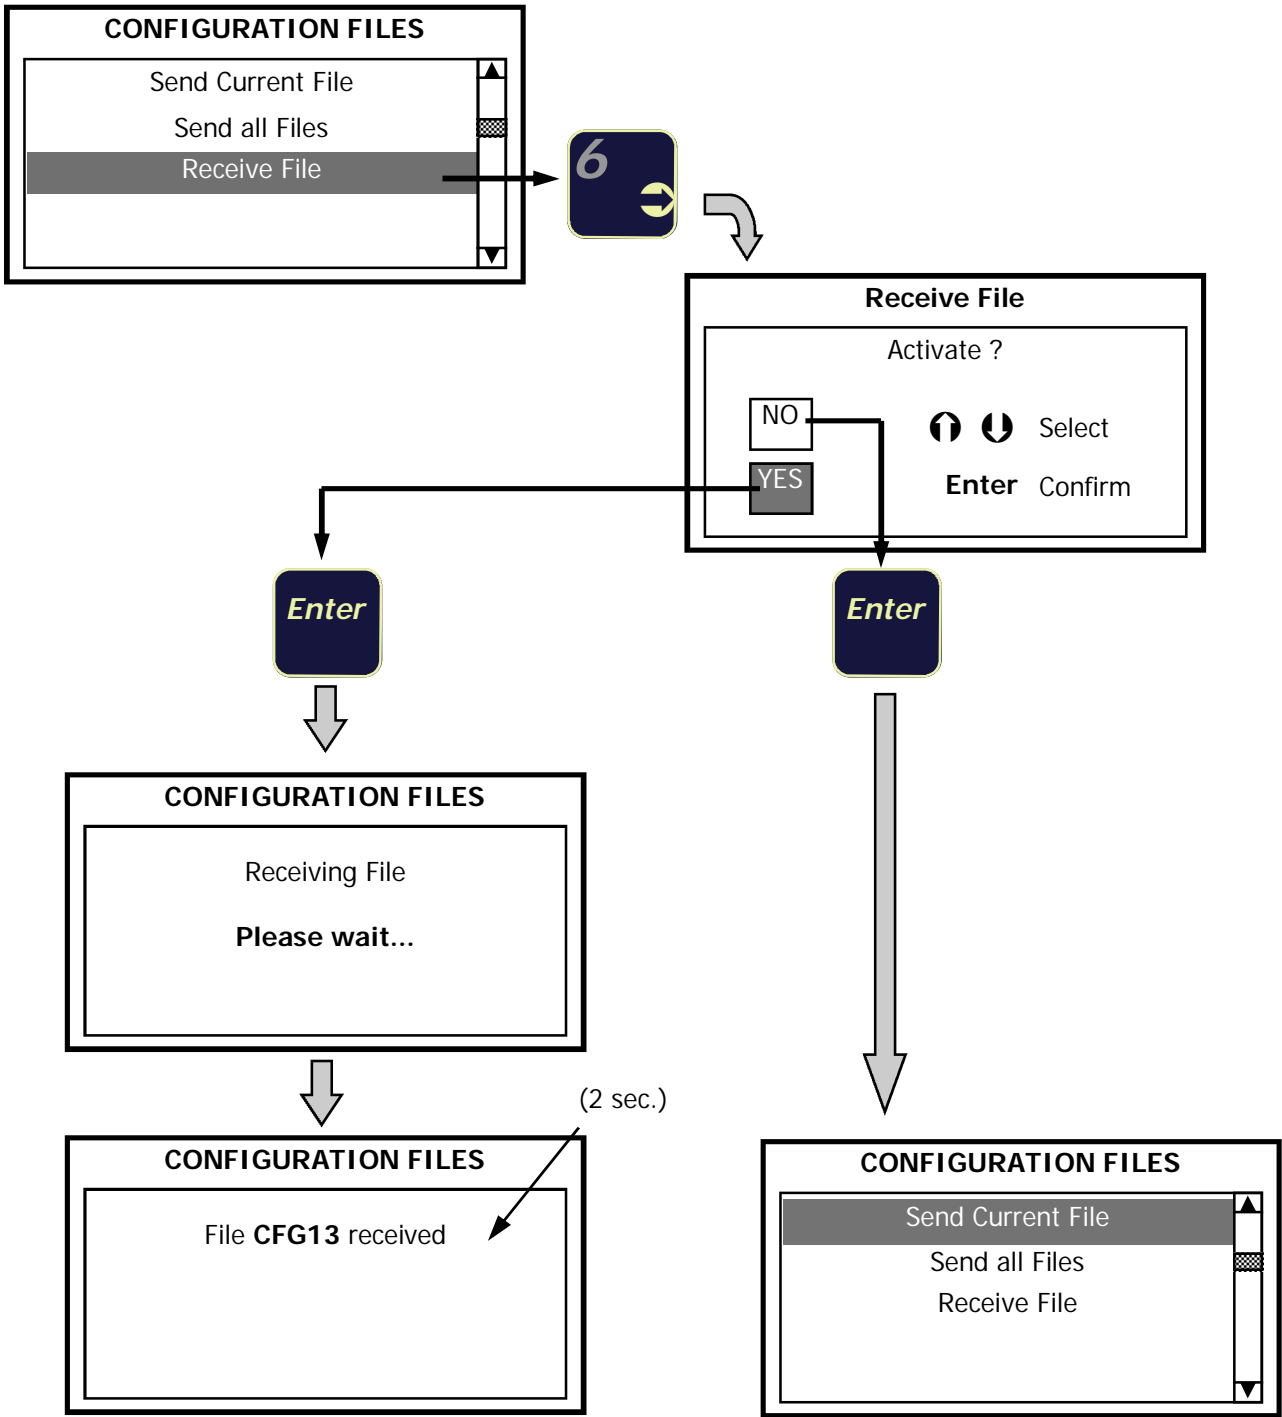 CONFIGURATION FILES
Send Current File
Send all Files
Receive File
6
Receive File
Activate ?
NO
Select
YES
Enter Confirm
Enter
Enter
CONFIGURATION FILES
Receiving File
Please wait...
(2 sec.)
CONFIGURATION FILES
File CFG13 received
CONFIGURATION FILES
Send Current File
Send all Files
Receive File